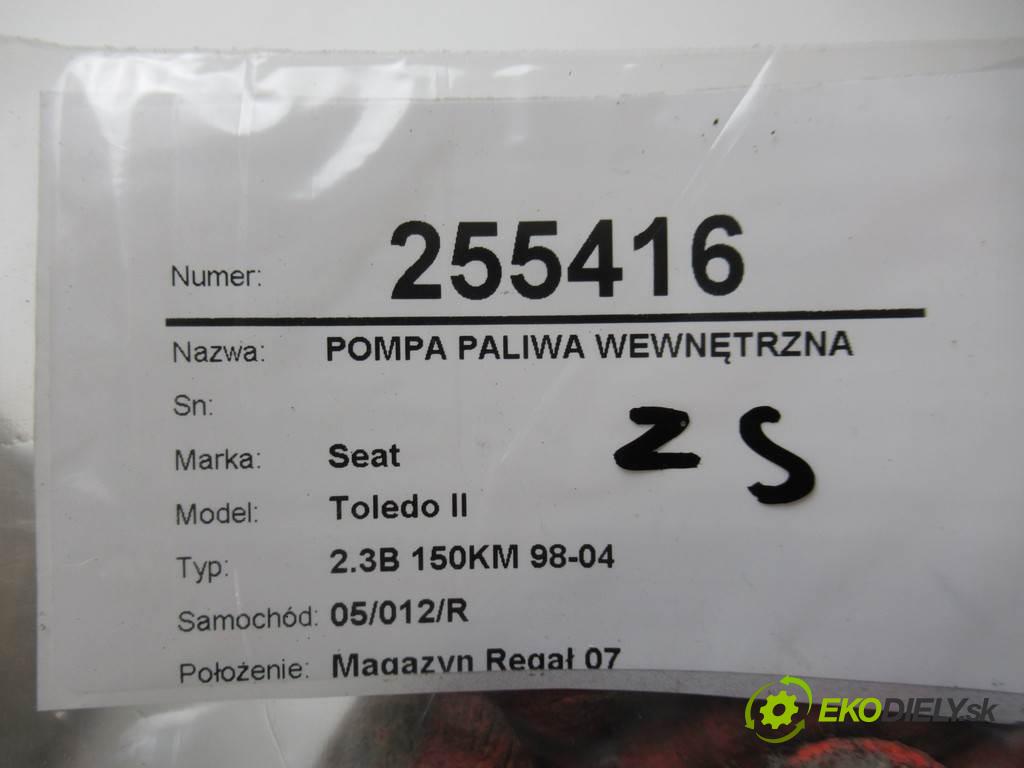 Numer: 255416
Nazwa: POMPA PALIWA WEWNĘTRZNA
Sn:
ZS
Marka: Seat
Model: Toledo II
Typ: 2.3B 150KM 98-04
Samochód: 05/012/R
Położenie: Magazyn Regał 07
EKODIELY.sk